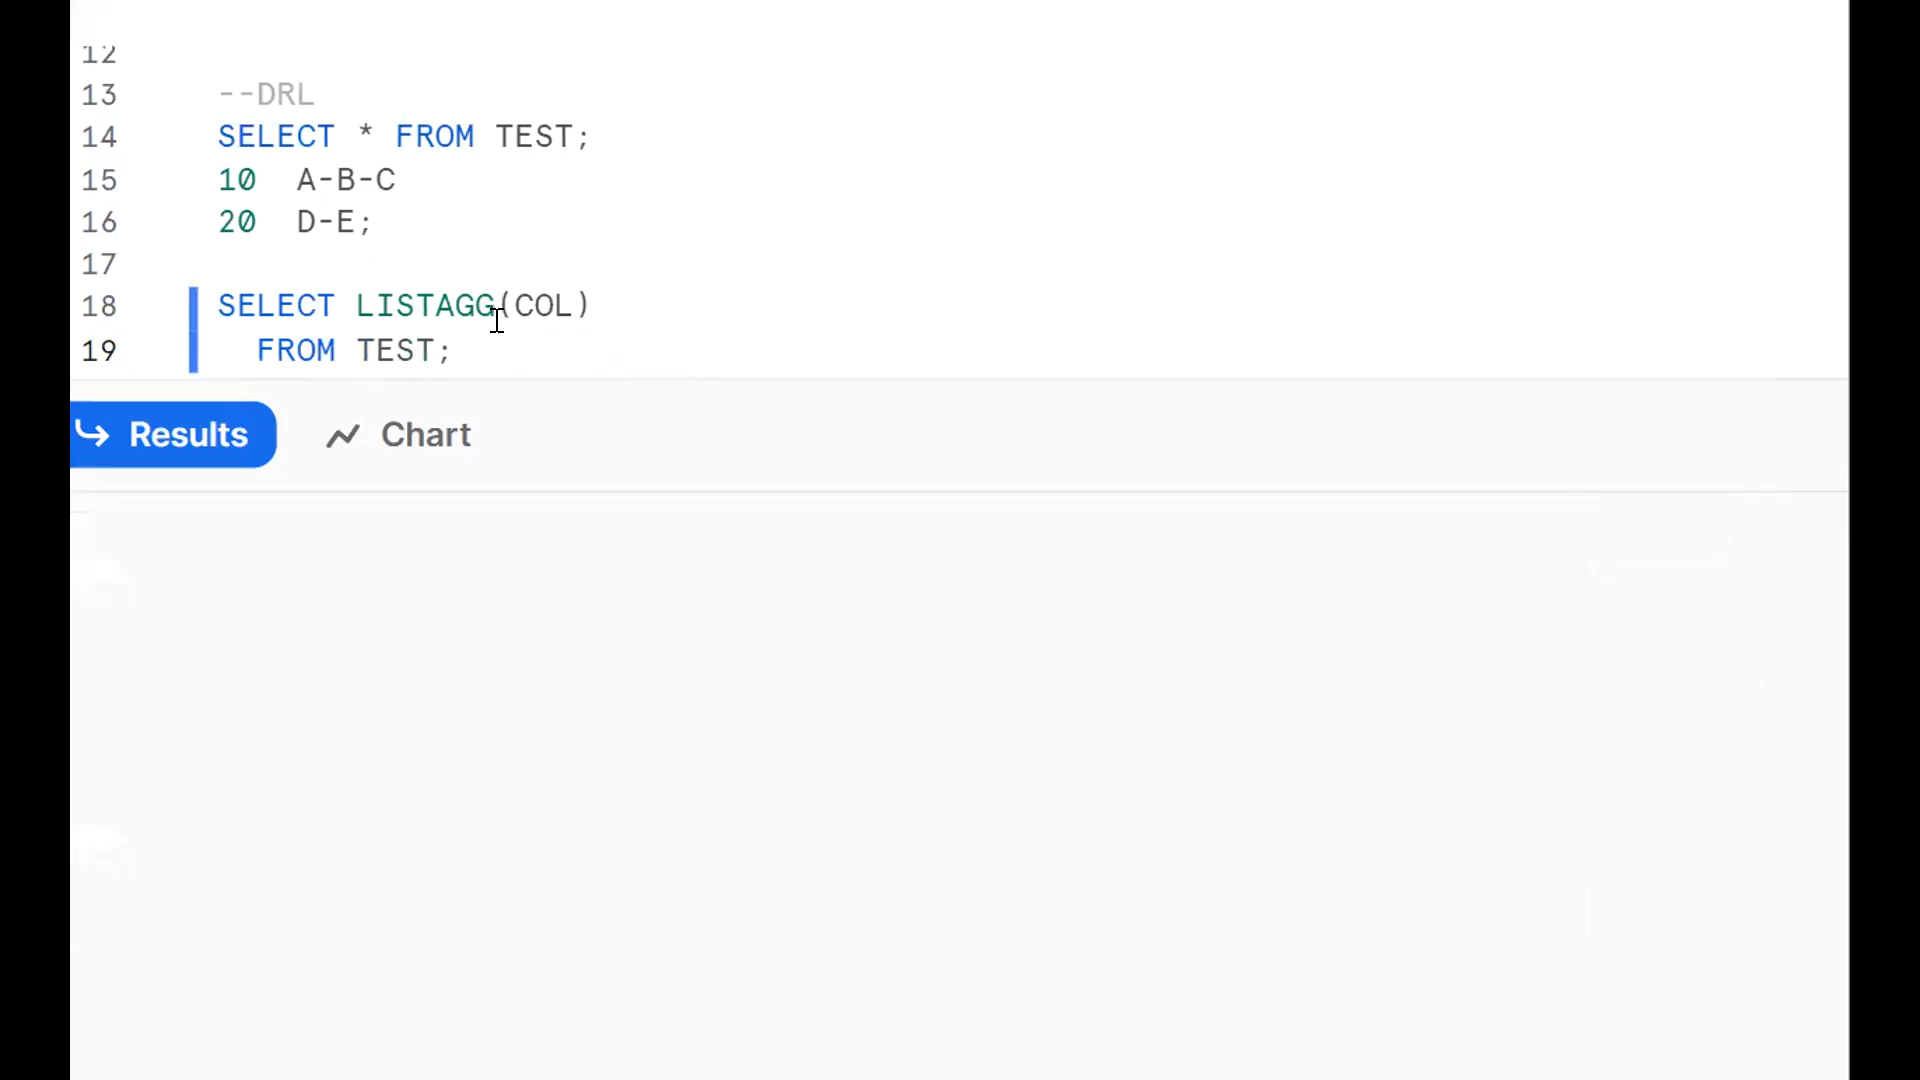 12
13 --DRL
14 SELECT * FROM TEST;
15 10 A-B-C
16 20 D-E;
17
18 SELECT LISTAGG(COL)
19 FROM TEST;
Results Chart